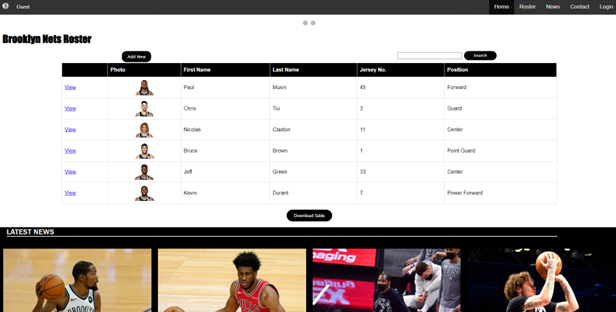 Guest Home Roster News Contact Login
Brooklyn Nets Roster
Add New Search
Photo First Name Last Name Jersey No. Position
View Paul Musni 45 Forward
View Chris Tiu 3 Guard
View Nicolas Claxton 11 Center
View Bruce Brown 1 Point Guard
View Jeff Green 33 Center
View Kevin Durant 7 Power Forward
Download Table
LATEST NEWS